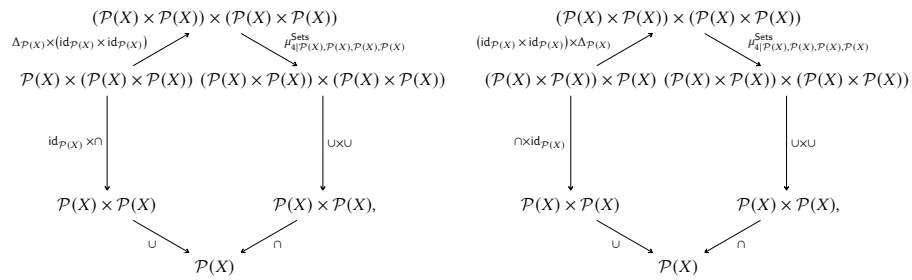 (𝒫(X) × 𝒫(X)) × (𝒫(X) × 𝒫(X))
Δ_{𝒫(X)}×(id_{𝒫(X)}×id_{𝒫(X)})
μ^{Sets}_{4|𝒫(X),𝒫(X),𝒫(X),𝒫(X)}
𝒫(X) × (𝒫(X) × 𝒫(X)) (𝒫(X) × 𝒫(X)) × (𝒫(X) × 𝒫(X))
id_{𝒫(X)}×∩
∪×∪
𝒫(X) × 𝒫(X) 𝒫(X) × 𝒫(X),
∪ ∩
𝒫(X)
(𝒫(X) × 𝒫(X)) × (𝒫(X) × 𝒫(X))
(id_{𝒫(X)}×id_{𝒫(X)})×Δ_{𝒫(X)}
μ^{Sets}_{4|𝒫(X),𝒫(X),𝒫(X),𝒫(X)}
(𝒫(X) × 𝒫(X)) × 𝒫(X) (𝒫(X) × 𝒫(X)) × (𝒫(X) × 𝒫(X))
∩×id_{𝒫(X)}
∪×∪
𝒫(X) × 𝒫(X) 𝒫(X) × 𝒫(X),
∪ ∩
𝒫(X)